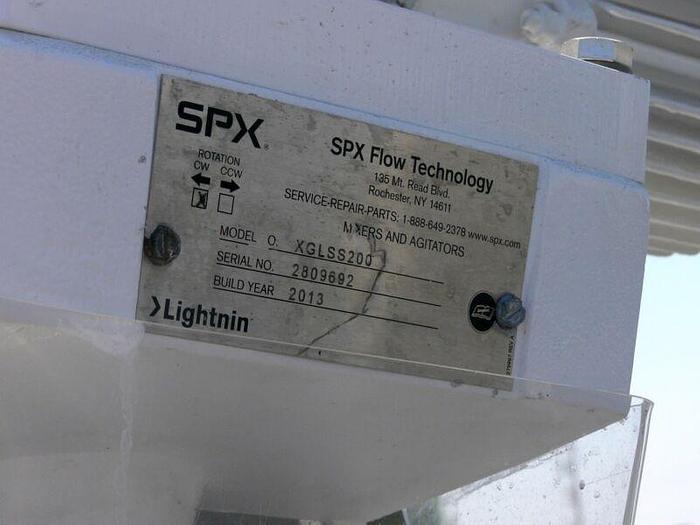 SPX
ROTATION
CW CCW
SPX Flow Technology
135 Mt. Read Blvd.
Rochester, NY 14611
SERVICE-REPAIR-PARTS: 1-888-649-2378 www.spx.com
MIXERS AND AGITATORS
MODEL O. XGLSS200
SERIAL NO. 2809692
BUILD YEAR 2013
Lightnin